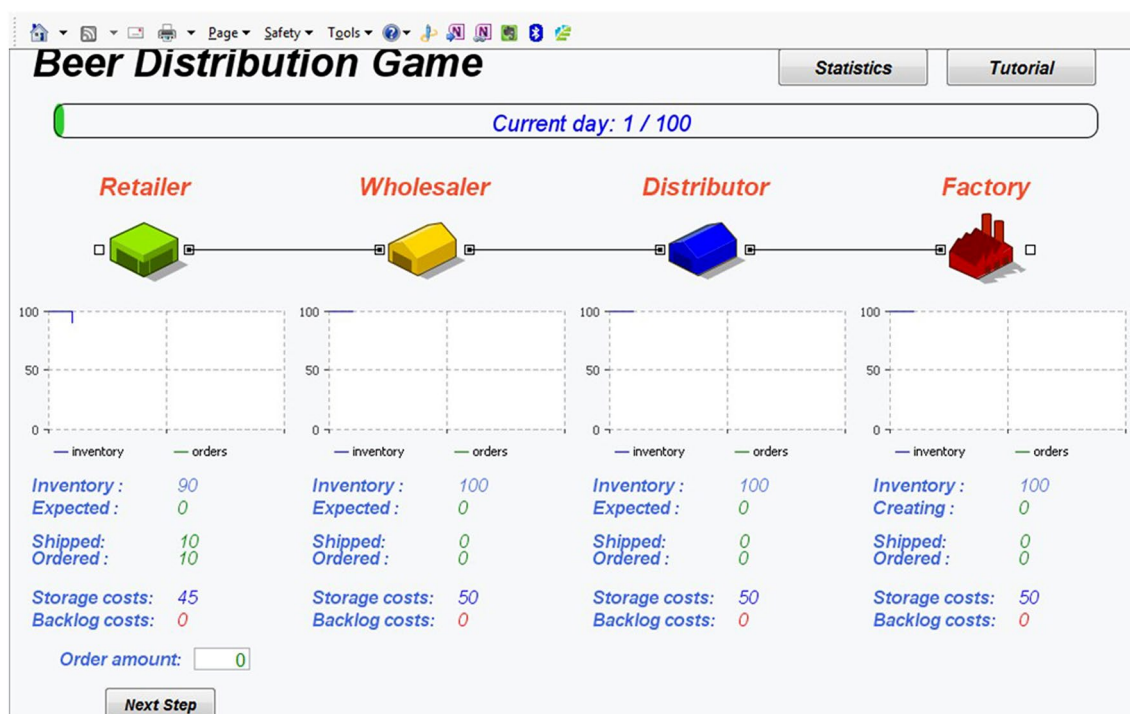 Page Safety Tools
Beer Distribution Game
Statistics Tutorial
Current day: 1 / 100
Retailer Wholesaler Distributor Factory
100 100 100 100
50 50 50 50
0 0 0 0
inventory orders inventory orders inventory orders inventory orders
Inventory : 90 Inventory : 100 Inventory : 100 Inventory : 100
Expected : 0 Expected : 0 Expected : 0 Creating : 0
Shipped: 10 Shipped: 0 Shipped: 0 Shipped: 0
Ordered : 10 Ordered : 0 Ordered : 0 Ordered : 0
Storage costs: 45 Storage costs: 50 Storage costs: 50 Storage costs: 50
Backlog costs: 0 Backlog costs: 0 Backlog costs: 0 Backlog costs: 0
Order amount: 0
Next Step